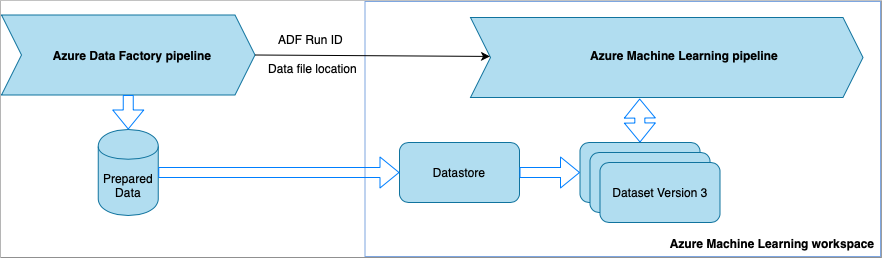 Azure Data Factory pipeline
ADF Run ID
Data file location
Azure Machine Learning pipeline
Prepared
Data
Datastore
Dataset Version 3
Azure Machine Learning workspace